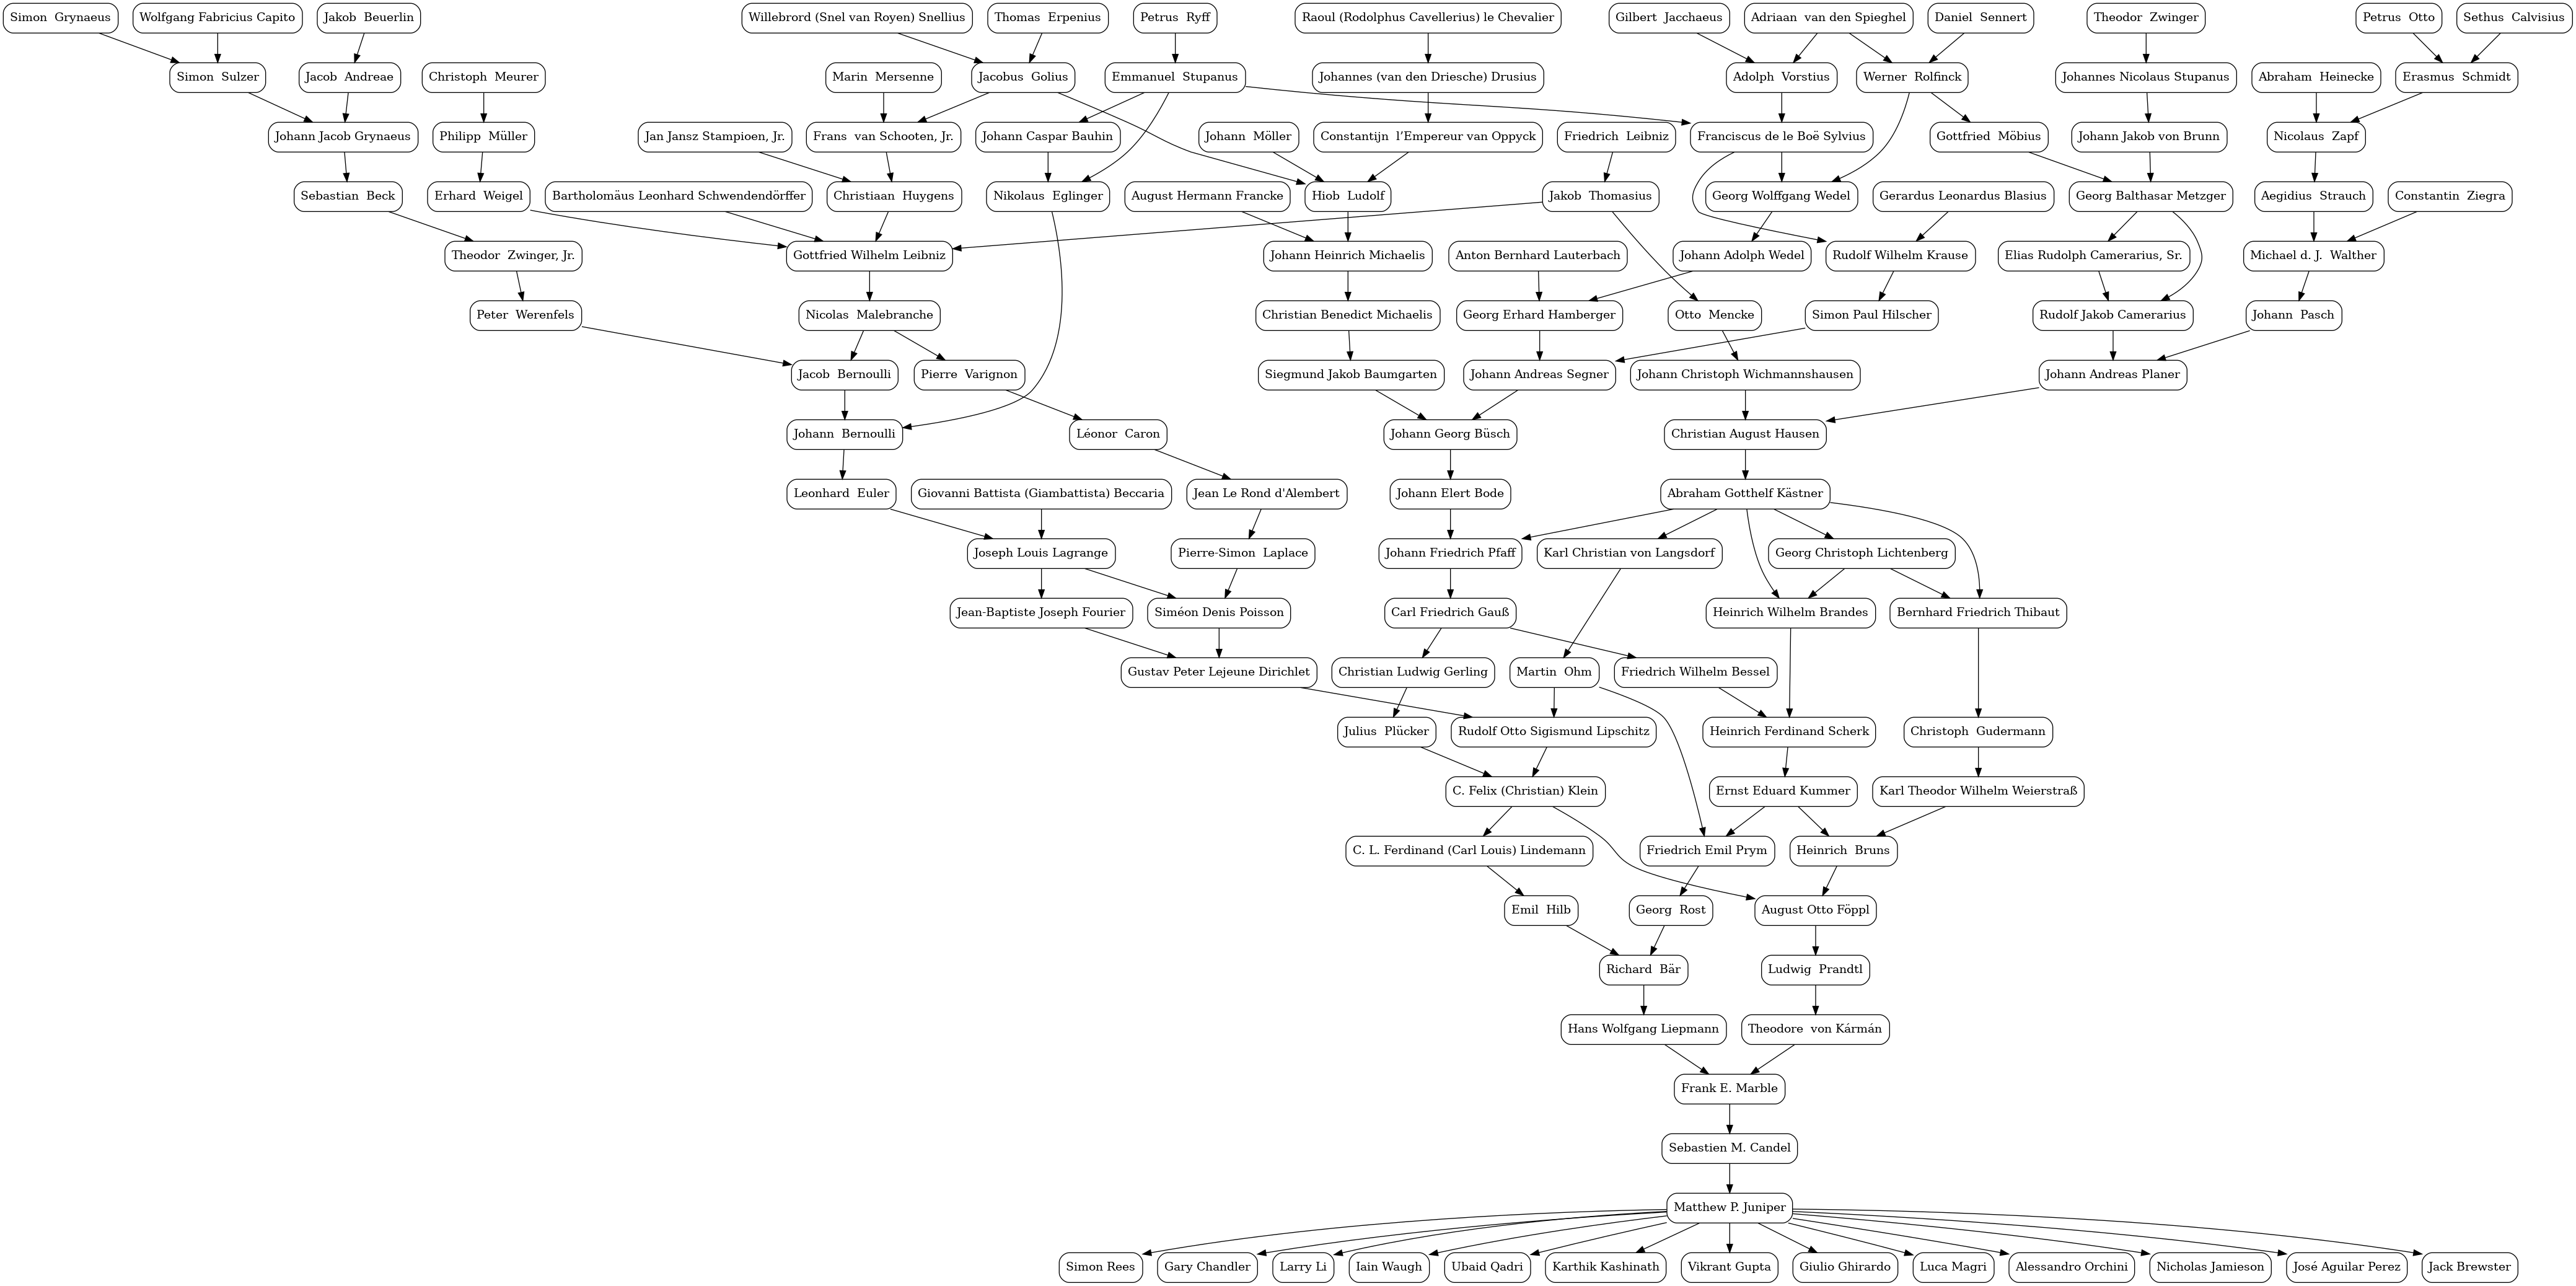 Simon Grynaeus
Wolfgang Fabricius Capito
Jakob Beuerlin
Willebrord (Snel van Royen) Snellius
Thomas Erpenius
Petrus Ryff
Raoul (Rodolphus Cavellerius) le Chevalier
Gilbert Jacchaeus
Adriaan van den Spieghel
Daniel Sennert
Theodor Zwinger
Petrus Otto
Sethus Calvisius
Simon Sulzer
Jacob Andreae
Christoph Meurer
Marin Mersenne
Jacobus Golius
Emmanuel Stupanus
Johannes (van den Driesche) Drusius
Adolph Vorstius
Werner Rolfinck
Johannes Nicolaus Stupanus
Abraham Heinecke
Erasmus Schmidt
Johann Jacob Grynaeus
Philipp Müller
Jan Jansz Stampioen, Jr.
Frans van Schooten, Jr.
Johann Caspar Bauhin
Johann Möller
Constantijn l’Empereur van Oppyck
Friedrich Leibniz
Franciscus de le Boë Sylvius
Gottfried Möbius
Johann Jakob von Brunn
Nicolaus Zapf
Sebastian Beck
Erhard Weigel
Bartholomäus Leonhard Schwendendörffer
Christiaan Huygens
Nikolaus Eglinger
August Hermann Francke
Hiob Ludolf
Jakob Thomasius
Georg Wolffgang Wedel
Gerardus Leonardus Blasius
Georg Balthasar Metzger
Aegidius Strauch
Constantin Ziegra
Theodor Zwinger, Jr.
Gottfried Wilhelm Leibniz
Johann Heinrich Michaelis
Anton Bernhard Lauterbach
Johann Adolph Wedel
Rudolf Wilhelm Krause
Elias Rudolph Camerarius, Sr.
Michael d. J. Walther
Peter Werenfels
Nicolas Malebranche
Christian Benedict Michaelis
Georg Erhard Hamberger
Otto Mencke
Simon Paul Hilscher
Rudolf Jakob Camerarius
Johann Pasch
Jacob Bernoulli
Pierre Varignon
Siegmund Jakob Baumgarten
Johann Andreas Segner
Johann Christoph Wichmannshausen
Johann Andreas Planer
Johann Bernoulli
Léonor Caron
Johann Georg Büsch
Christian August Hausen
Leonhard Euler
Giovanni Battista (Giambattista) Beccaria
Jean Le Rond d'Alembert
Johann Elert Bode
Abraham Gotthelf Kästner
Joseph Louis Lagrange
Pierre-Simon Laplace
Johann Friedrich Pfaff
Karl Christian von Langsdorf
Georg Christoph Lichtenberg
Jean-Baptiste Joseph Fourier
Siméon Denis Poisson
Carl Friedrich Gauß
Heinrich Wilhelm Brandes
Bernhard Friedrich Thibaut
Gustav Peter Lejeune Dirichlet
Christian Ludwig Gerling
Martin Ohm
Friedrich Wilhelm Bessel
Julius Plücker
Rudolf Otto Sigismund Lipschitz
Heinrich Ferdinand Scherk
Christoph Gudermann
C. Felix (Christian) Klein
Ernst Eduard Kummer
Karl Theodor Wilhelm Weierstraß
C. L. Ferdinand (Carl Louis) Lindemann
Friedrich Emil Prym
Heinrich Bruns
Emil Hilb
Georg Rost
August Otto Föppl
Richard Bär
Ludwig Prandtl
Hans Wolfgang Liepmann
Theodore von Kármán
Frank E. Marble
Sebastien M. Candel
Matthew P. Juniper
Simon Rees
Gary Chandler
Larry Li
Iain Waugh
Ubaid Qadri
Karthik Kashinath
Vikrant Gupta
Giulio Ghirardo
Luca Magri
Alessandro Orchini
Nicholas Jamieson
José Aguilar Perez
Jack Brewster